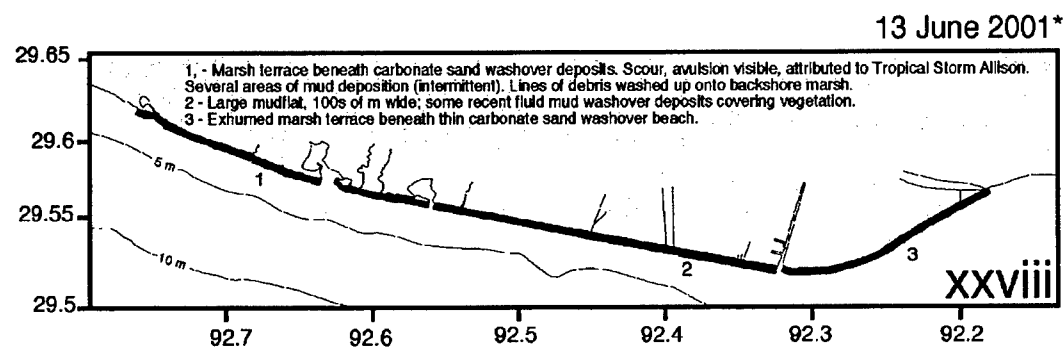 13 June 2001*
29.65
1, - Marsh terrace beneath carbonate sand washover deposits. Scour, avulsion visible, attributed to Tropical Storm Allison.
Several areas of mud deposition (intermittent). Lines of debris washed up onto backshore marsh.
2 - Large mudflat, 100s of m wide; some recent fluid mud washover deposits covering vegetation.
3 - Exhumed marsh terrace beneath thin carbonate sand washover beach.
29.6
5 m
1
29.55
10 m
2
3
xxviii
29.5
92.7 92.6 92.5 92.4 92.3 92.2